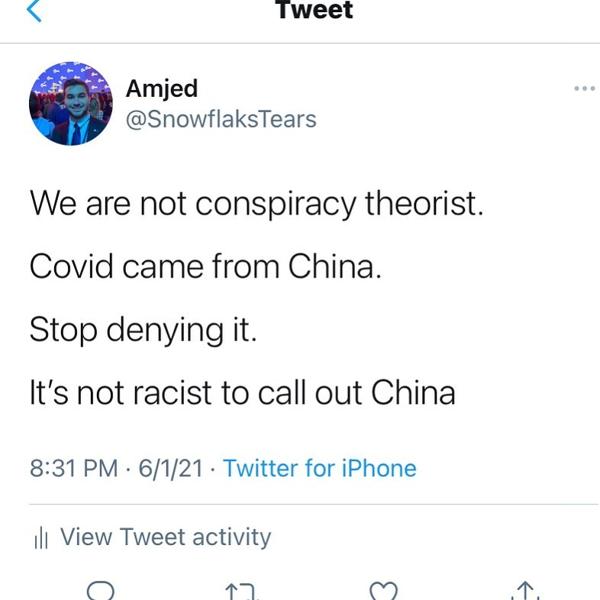 Tweet
Amjed
@SnowflaksTears
We are not conspiracy theorist.
Covid came from China.
Stop denying it.
It's not racist to call out China
8:31 PM · 6/1/21 · Twitter for iPhone
View Tweet activity